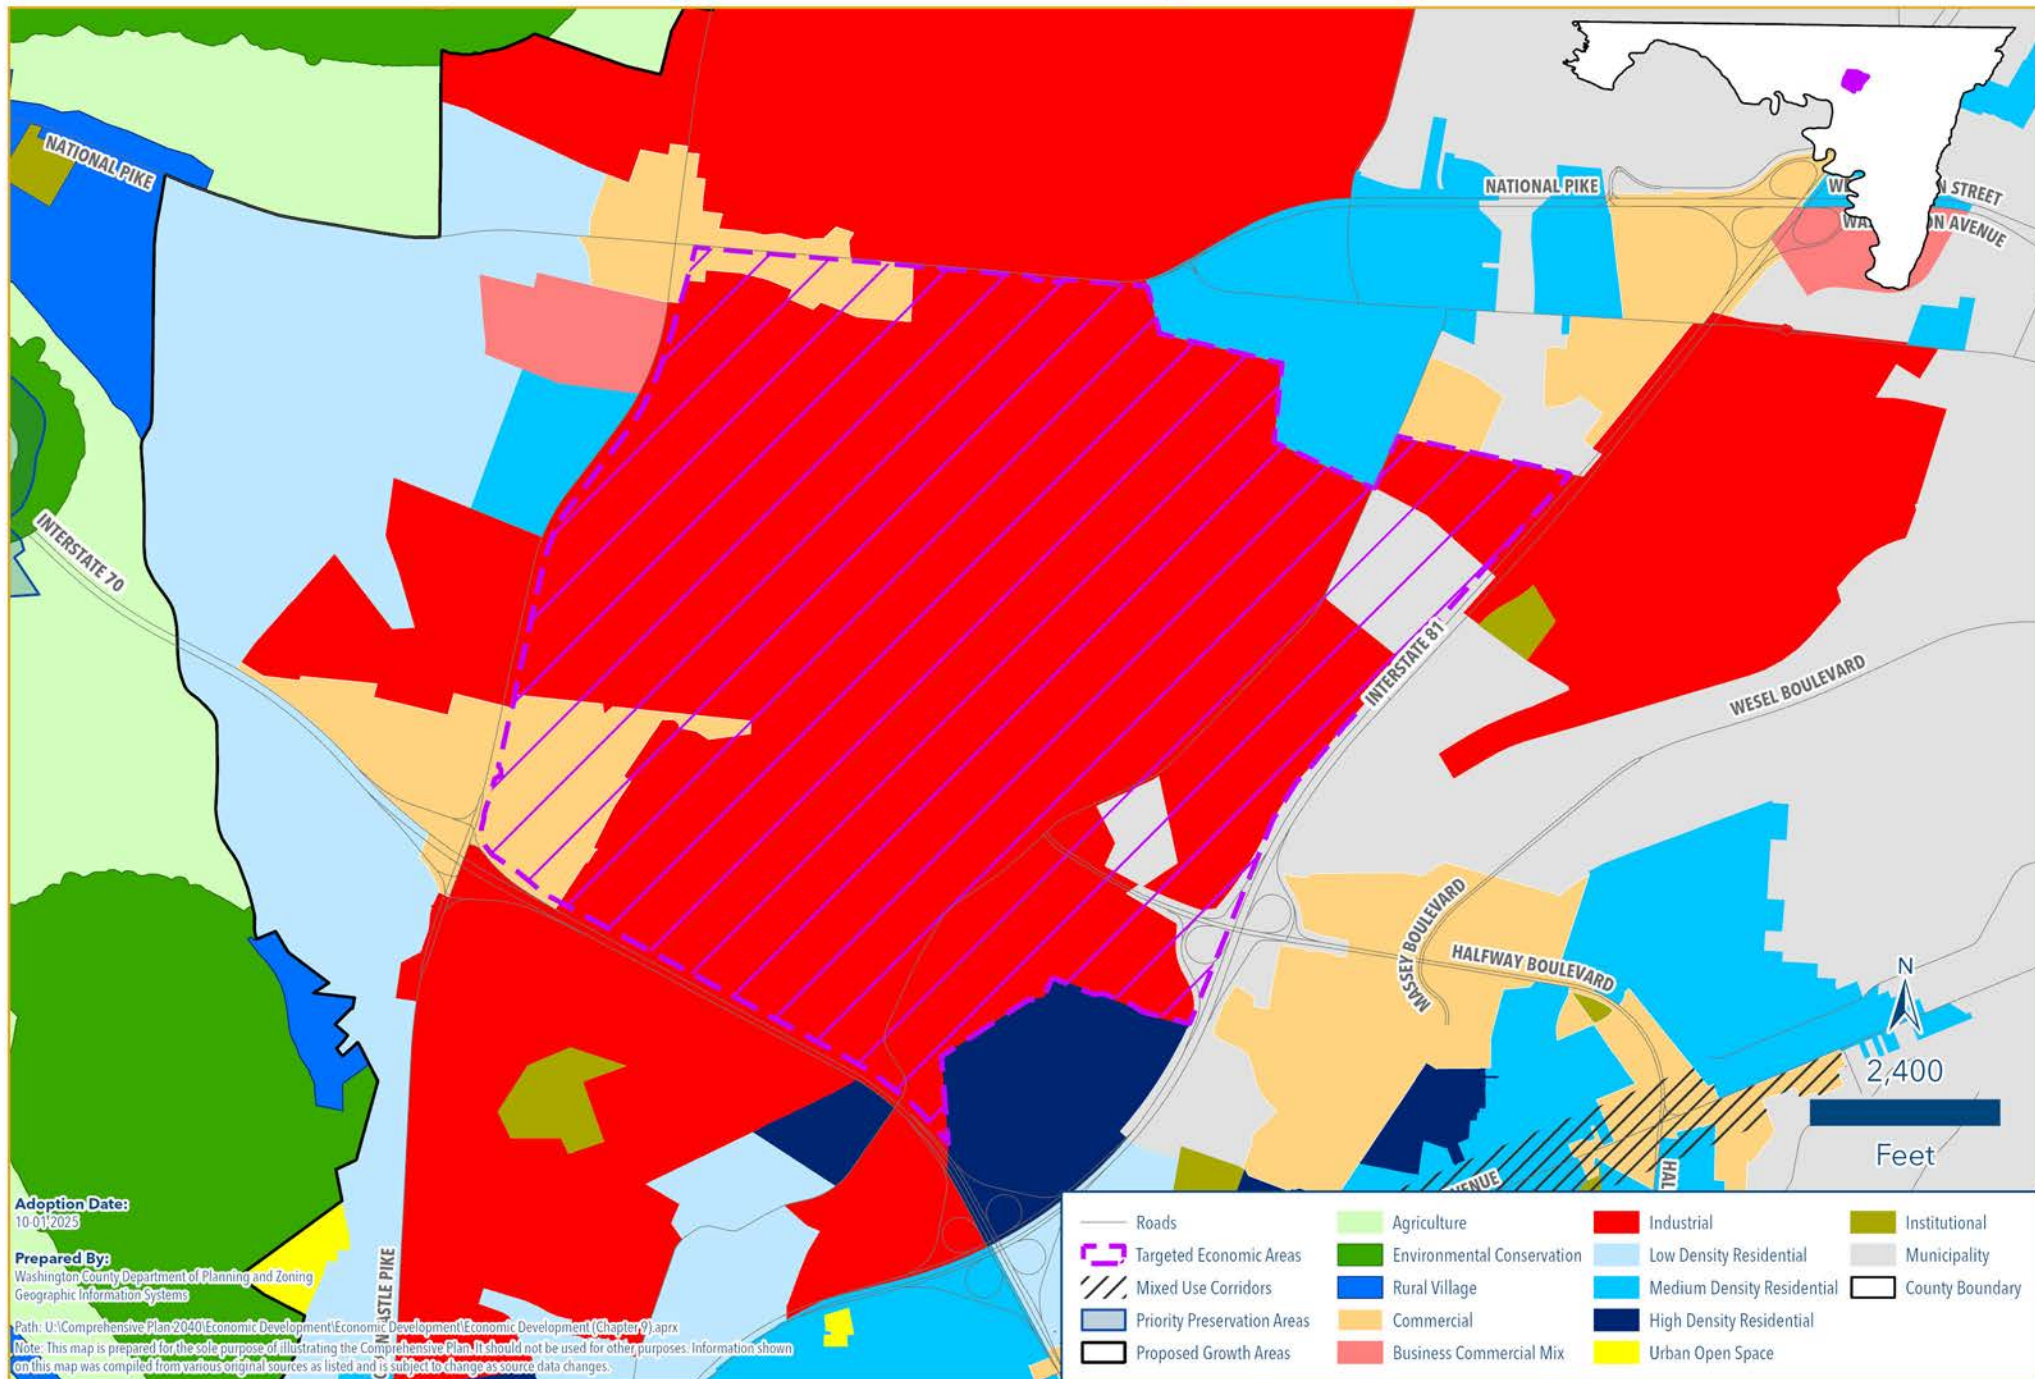 NATIONAL PIKE
NATIONAL PIKE
STREET
AVENUE
INTERSTATE 70
INTERSTATE 81
WESEL BOULEVARD
MASSEY BOULEVARD
HALFWAY BOULEVARD
N
2,400
Feet
Adoption Date:
10-01-2025
Prepared By:
Washington County Department of Planning and Zoning
Geographic Information Systems
Path: U:\Comprehensive Plan 2040\Economic Development\Economic Development\Economic Development (Chapter 9).aprx
Note: This map is prepared for the sole purpose of illustrating the Comprehensive Plan. It should not be used for other purposes. Information shown
on this map was compiled from various original sources as listed and is subject to change as source data changes.
PIKE
Roads
Targeted Economic Areas
Mixed Use Corridors
Priority Preservation Areas
Proposed Growth Areas
Agriculture
Environmental Conservation
Rural Village
Commercial
Business Commercial Mix
Industrial
Low Density Residential
Medium Density Residential
High Density Residential
Urban Open Space
Institutional
Municipality
County Boundary